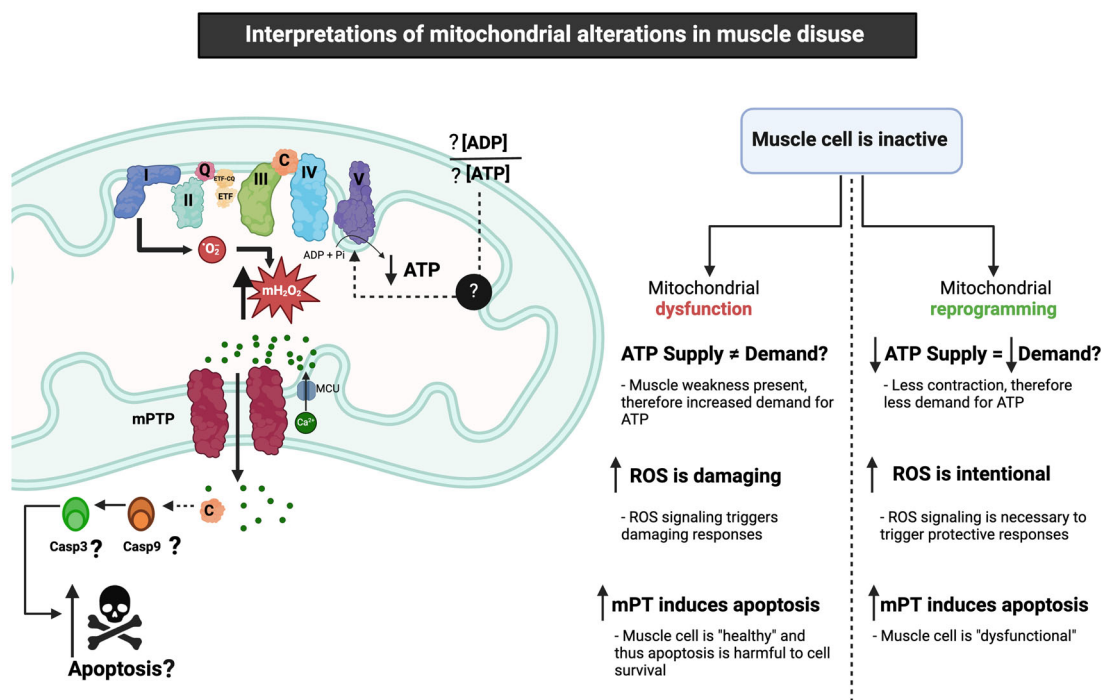 Interpretations of mitochondrial alterations in muscle disuse
? [ADP]
? [ATP]
I
Q
II
ETF-CQ
ETF
III
C
IV
V
•O₂
mH₂O₂
ADP + Pi
ATP
?
mPTP
MCU
Ca²⁺
C
Casp9 ?
Casp3 ?
Apoptosis?
Muscle cell is inactive
Mitochondrial
dysfunction
ATP Supply ≠ Demand?
- Muscle weakness present,
therefore increased demand for
ATP
ROS is damaging
- ROS signaling triggers
damaging responses
mPT induces apoptosis
- Muscle cell is "healthy" and
thus apoptosis is harmful to cell
survival
Mitochondrial
reprogramming
ATP Supply = Demand?
- Less contraction, therefore
less demand for ATP
ROS is intentional
- ROS signaling is necessary to
trigger protective responses
mPT induces apoptosis
- Muscle cell is "dysfunctional"